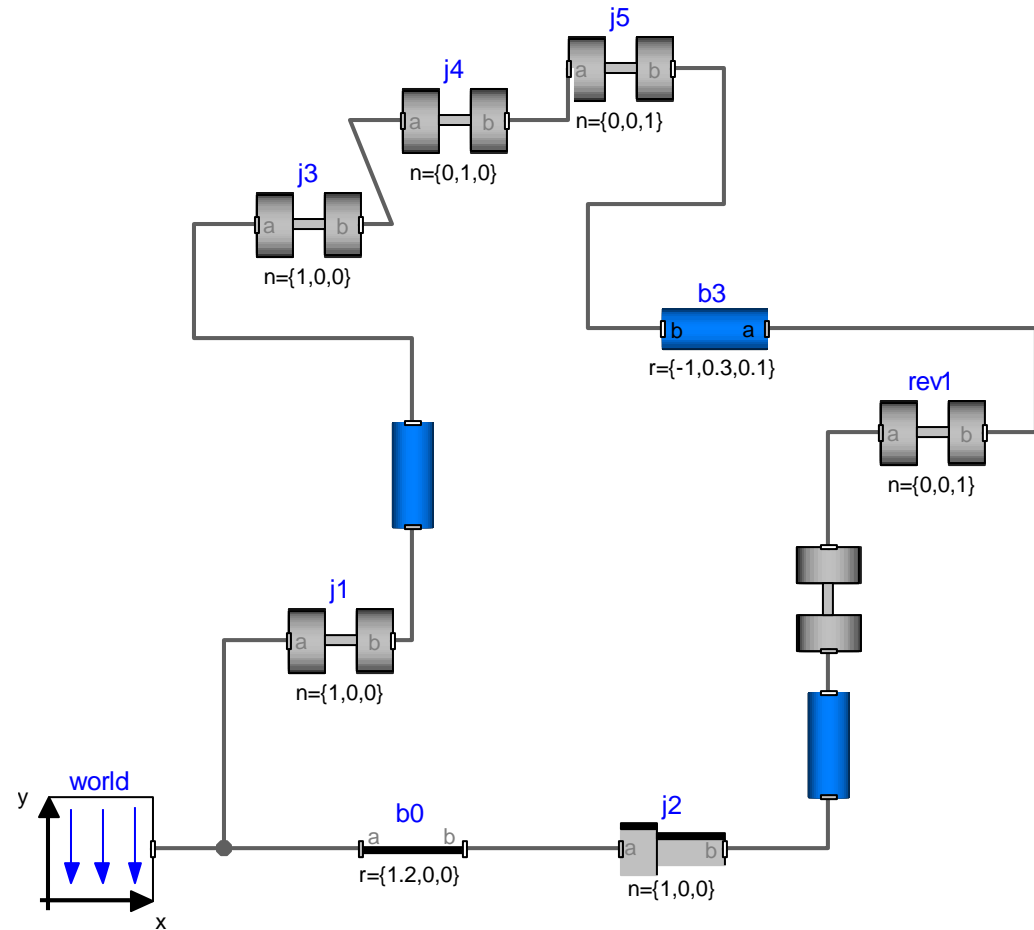 j5
a b
n={0,0,1}
j4
a b
n={0,1,0}
j3
a b
n={1,0,0}
b3
b a
r={-1,0.3,0.1}
rev1
a b
n={0,0,1}
j1
a b
n={1,0,0}
world
y
x
b0
a b
r={1.2,0,0}
j2
a b
n={1,0,0}